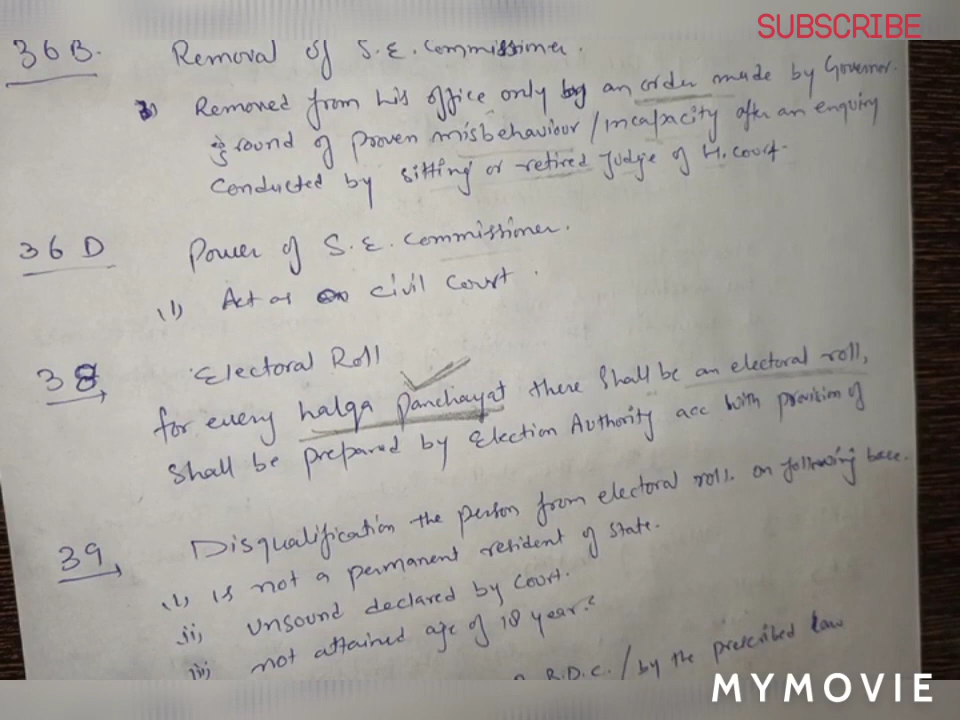 SUBSCRIBE
36B. Removal of S.E. Commissioner.
Removed from his office only by an order made by Governor.
ground of proven misbehaviour / incapacity after an enquiry
conducted by sitting or retired Judge of H. court.
36 D Power of S.E. Commissioner.
(1) Act as civil Court.
38 Electoral Roll
for every halqa panchayat there shall be an electoral roll,
shall be prepared by Election Authority acc with provision of
39 Disqualification the person from electoral roll. on following base.
(i) is not a permanent resident of state.
ii, unsound declared by Court.
iii) not attained age of 18 year.
B.D.C. / by the prescribed law
MYMOVIE